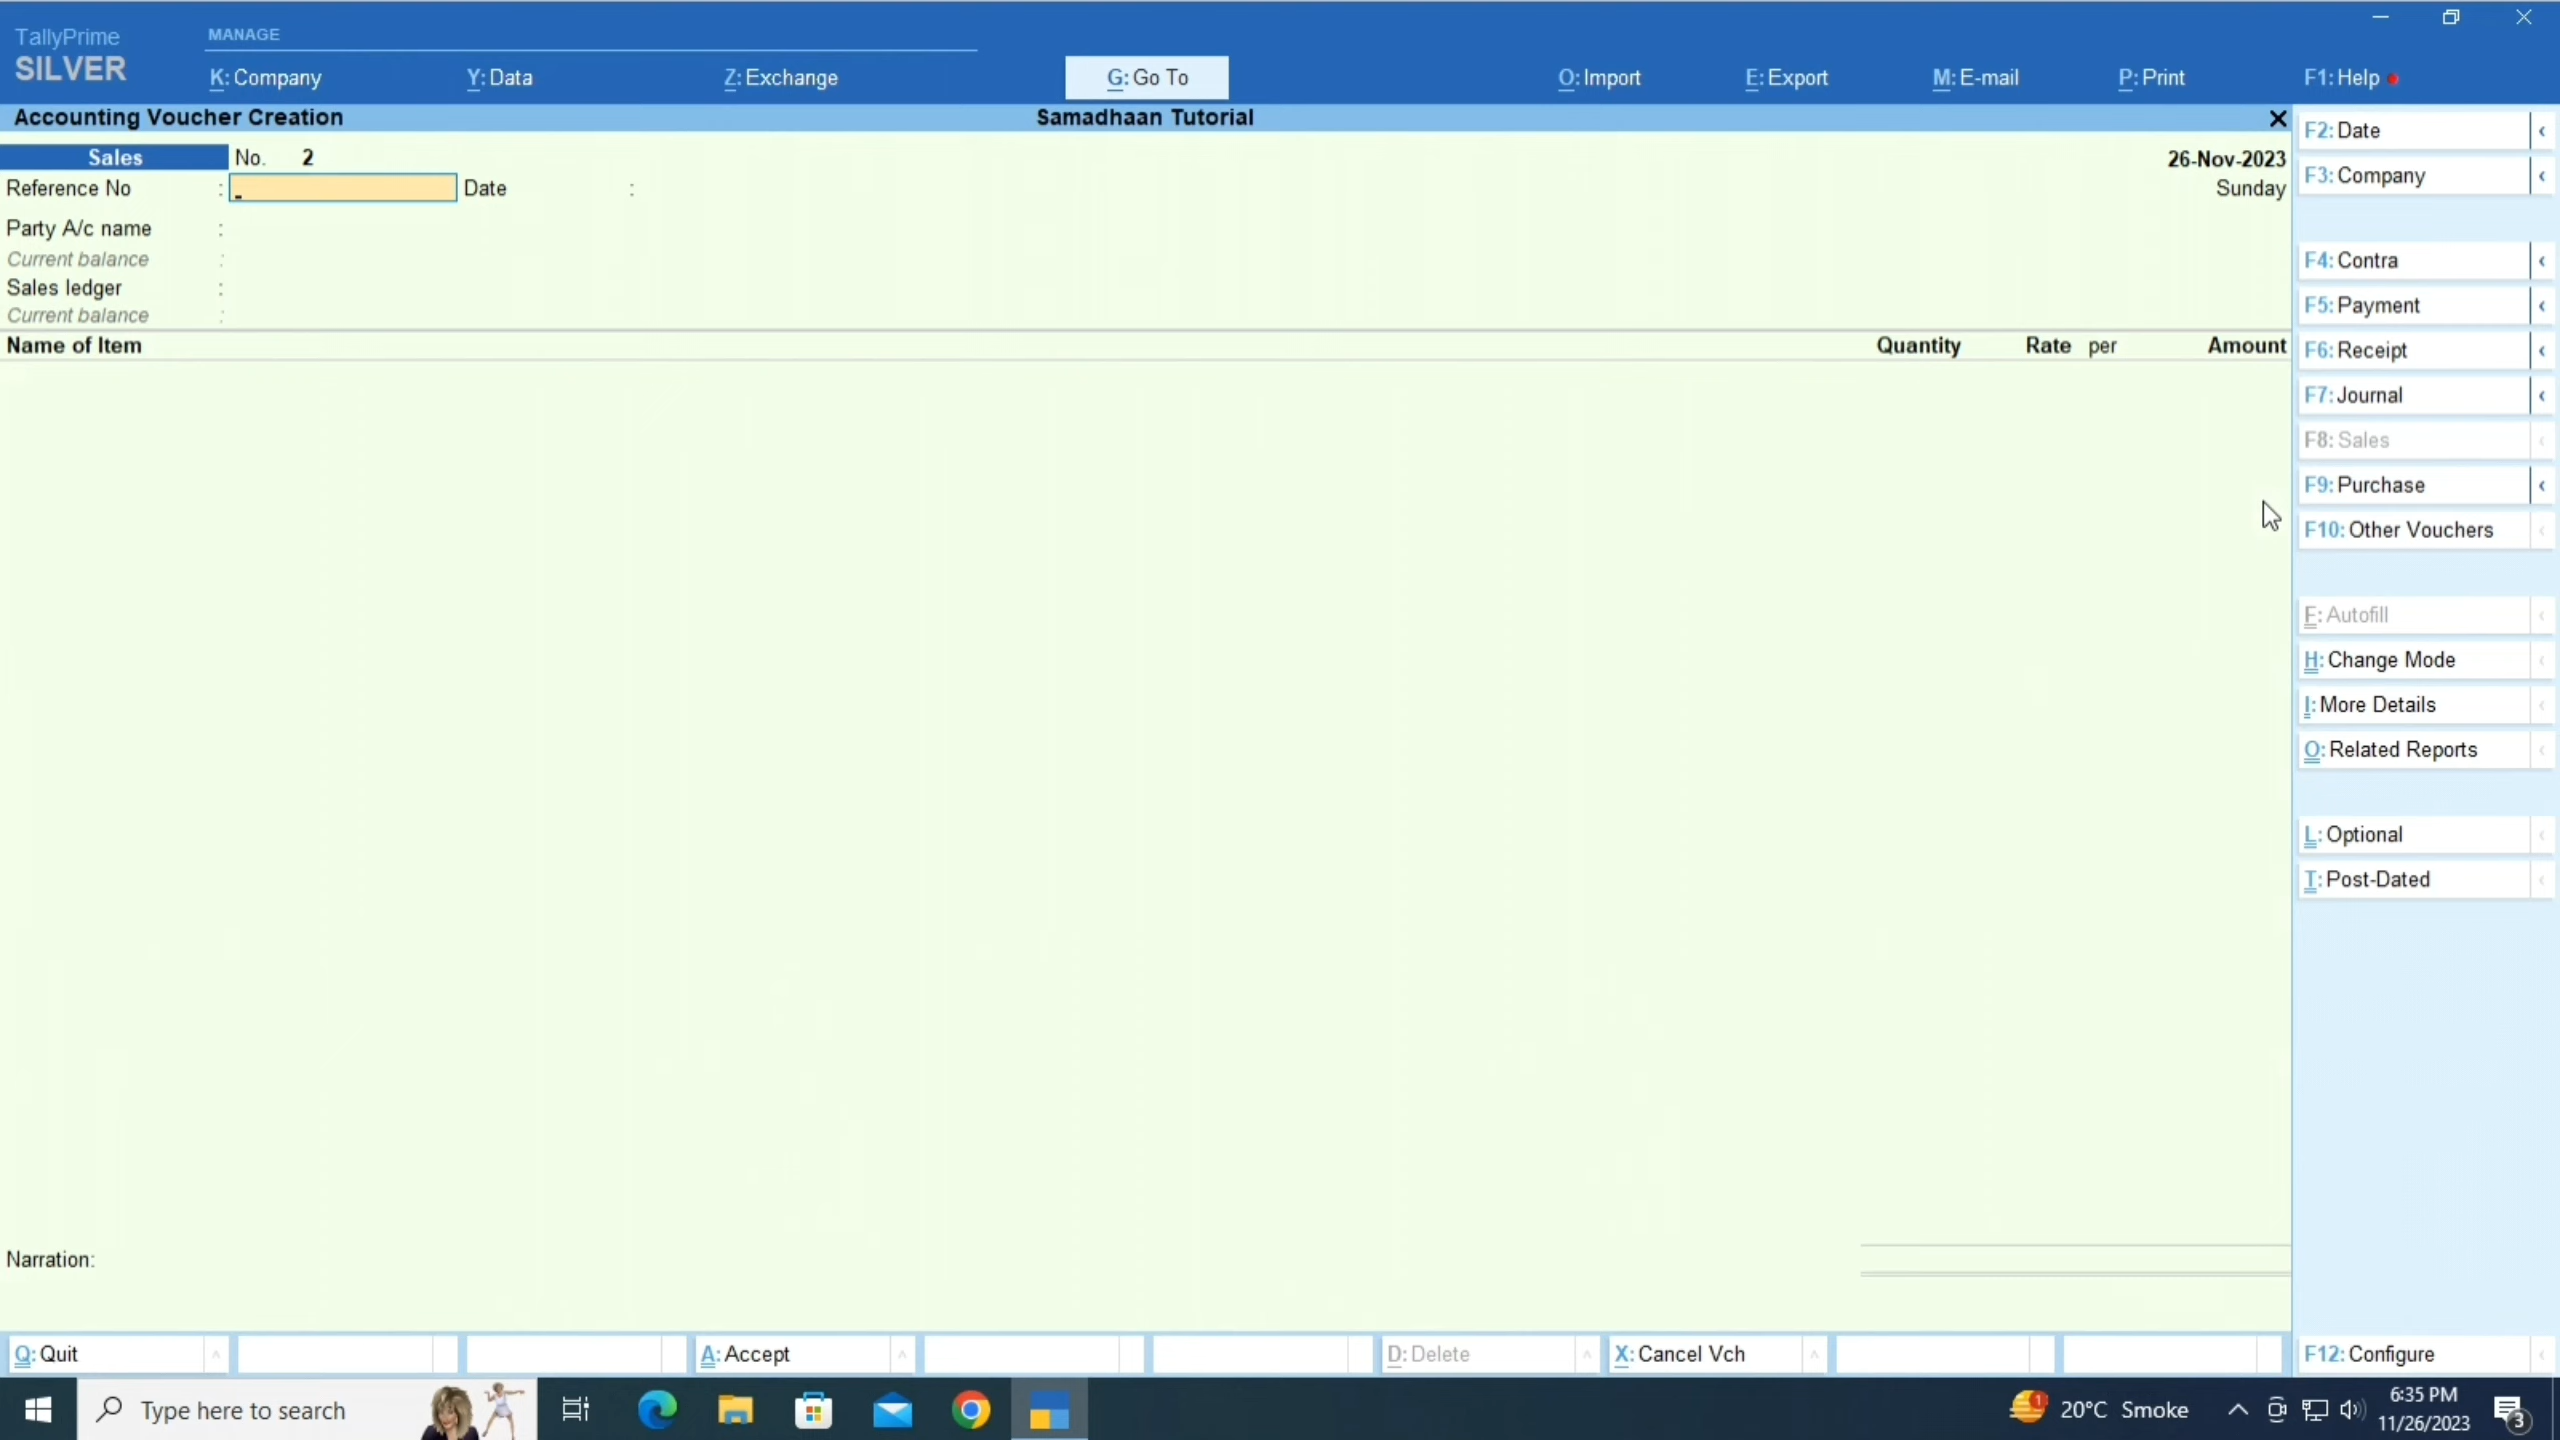 TallyPrime
SILVER
MANAGE
K: Company
Y: Data
Z: Exchange
G: Go To
O: Import
E: Export
M: E-mail
P: Print
F1: Help
Accounting Voucher Creation
Samadhaan Tutorial
Sales No. 2
26-Nov-2023
Reference No : Date :
Sunday
Party A/c name :
Current balance :
Sales ledger :
Current balance :
Name of Item Quantity Rate per Amount
Narration:
F2: Date
F3: Company
F4: Contra
F5: Payment
F6: Receipt
F7: Journal
F8: Sales
F9: Purchase
F10: Other Vouchers
F: Autofill
H: Change Mode
I: More Details
O: Related Reports
L: Optional
T: Post-Dated
F12: Configure
Q: Quit
A: Accept
D: Delete
X: Cancel Vch
Type here to search
1
20°C Smoke
6:35 PM
11/26/2023
3